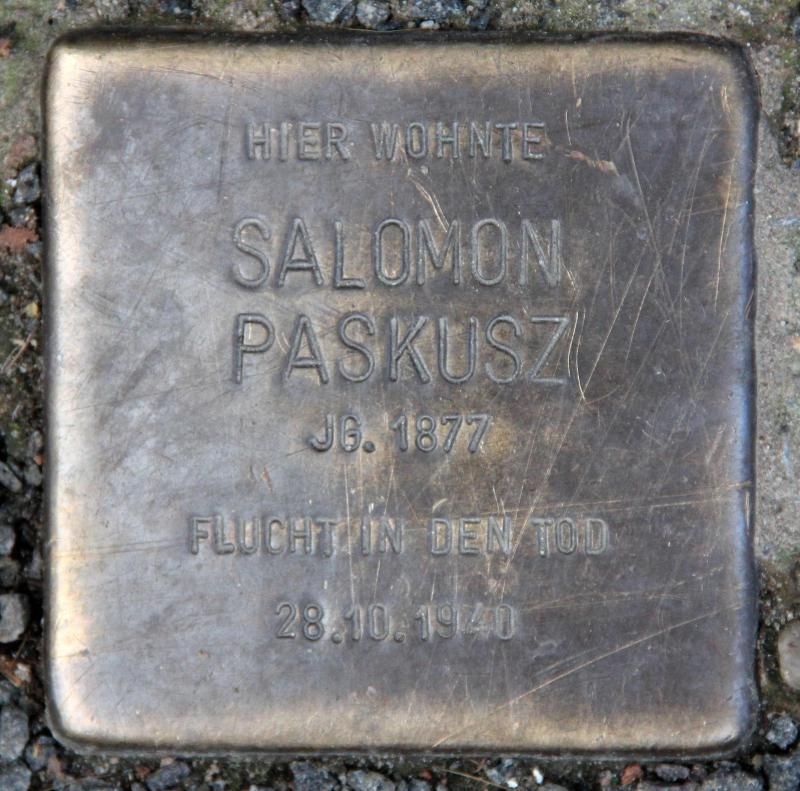 HIER WOHNTE
SALOMON
PASKUSZ
JG. 1877
FLUCHT IN DEN TOD
28.10.1940